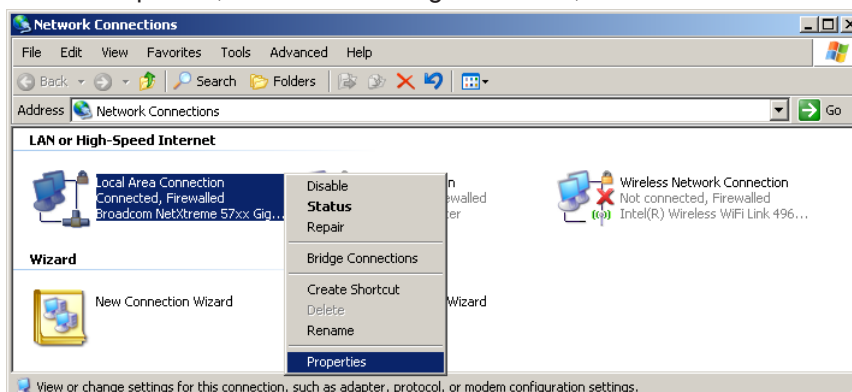 Network Connections
File Edit View Favorites Tools Advanced Help
Back Search Folders
Address Network Connections Go
LAN or High-Speed Internet
Local Area Connection
Connected, Firewalled
Broadcom NetXtreme 57xx Gig...
Disable
Status
Repair
Bridge Connections
Create Shortcut
Delete
Rename
Properties
Wireless Network Connection
Not connected, Firewalled
Intel(R) Wireless WiFi Link 496...
Wizard
New Connection Wizard
Wizard
View or change settings for this connection, such as adapter, protocol, or modem configuration settings.